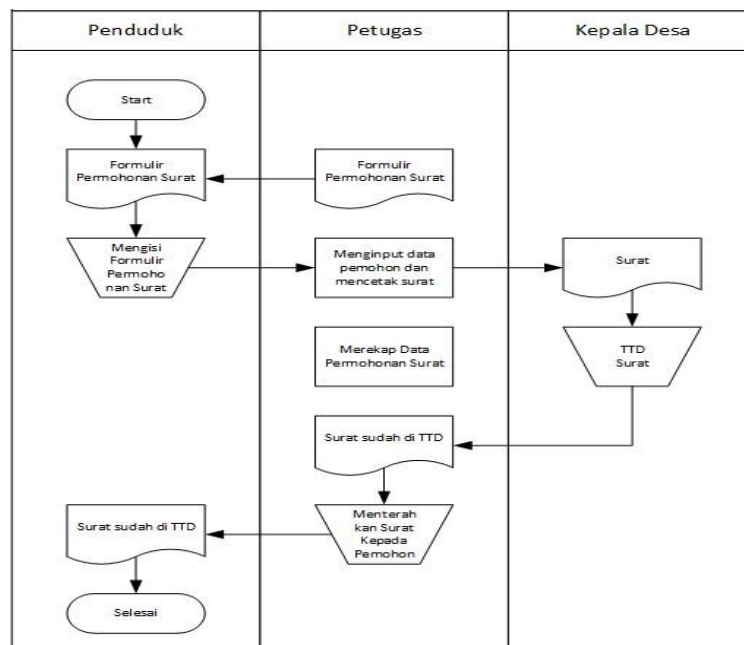 Penduduk
Petugas
Kepala Desa
Start
Formulir
Permohonan Surat
Formulir
Permohonan Surat
Mengisi
Formulir
Permoho
nan Surat
Menginput data
pemohon dan
mencetak surat
Surat
Merekap Data
Permohonan Surat
TTD
Surat
Surat sudah di TTD
Menterah
kan Surat
Kepada
Pemohon
Surat sudah di TTD
Selesai